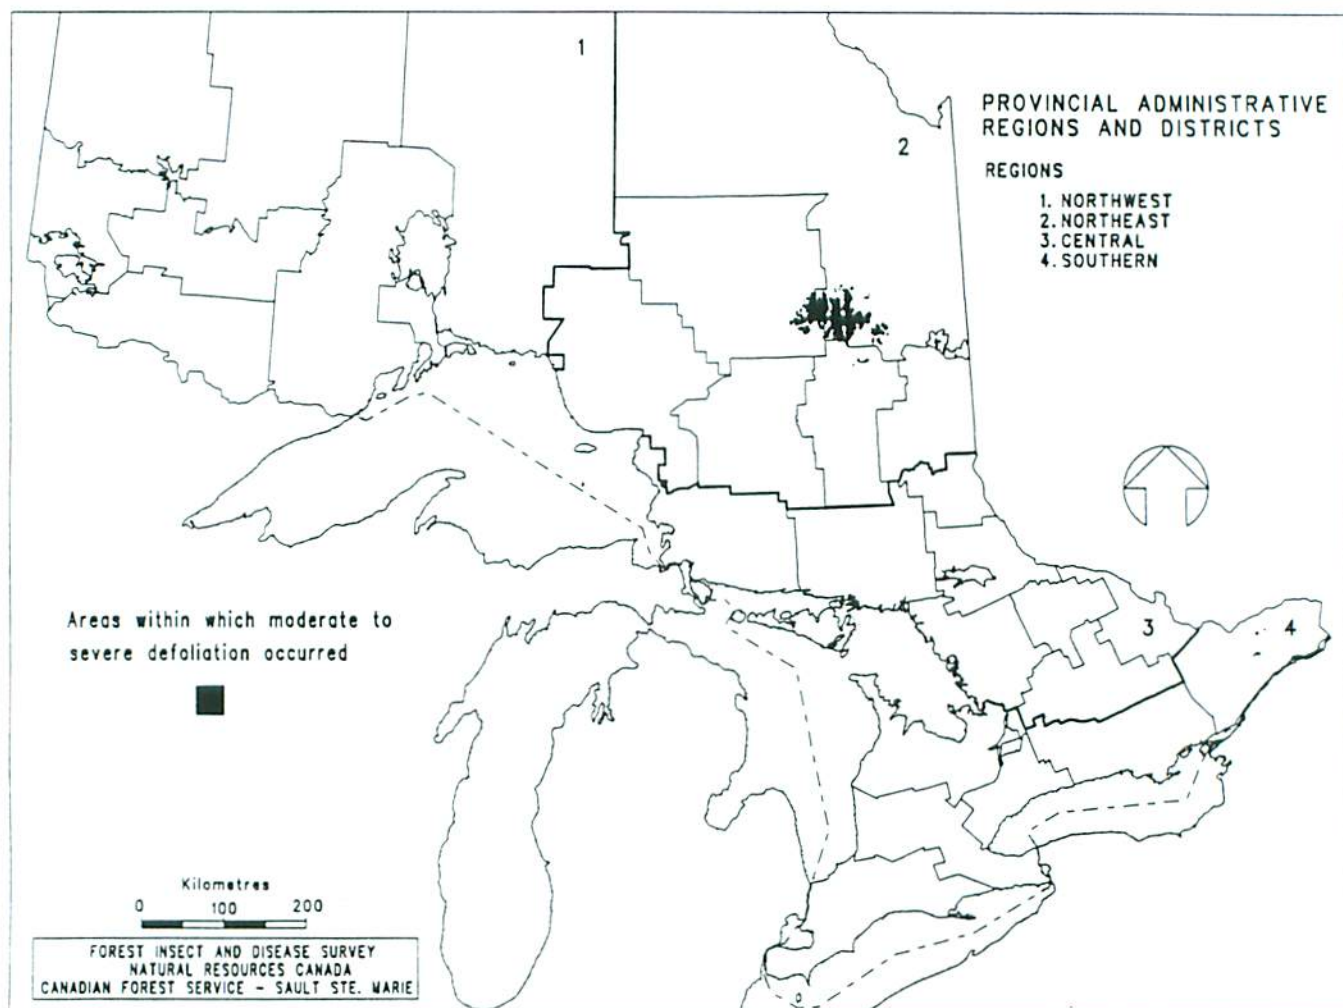 1
2
PROVINCIAL ADMINISTRATIVE
REGIONS AND DISTRICTS
REGIONS
1. NORTHWEST
2. NORTHEAST
3. CENTRAL
4. SOUTHERN
Areas within which moderate to
severe defoliation occurred
3
4
Kilometres
0 100 200
FOREST INSECT AND DISEASE SURVEY
NATURAL RESOURCES CANADA
CANADIAN FOREST SERVICE - SAULT STE. MARIE